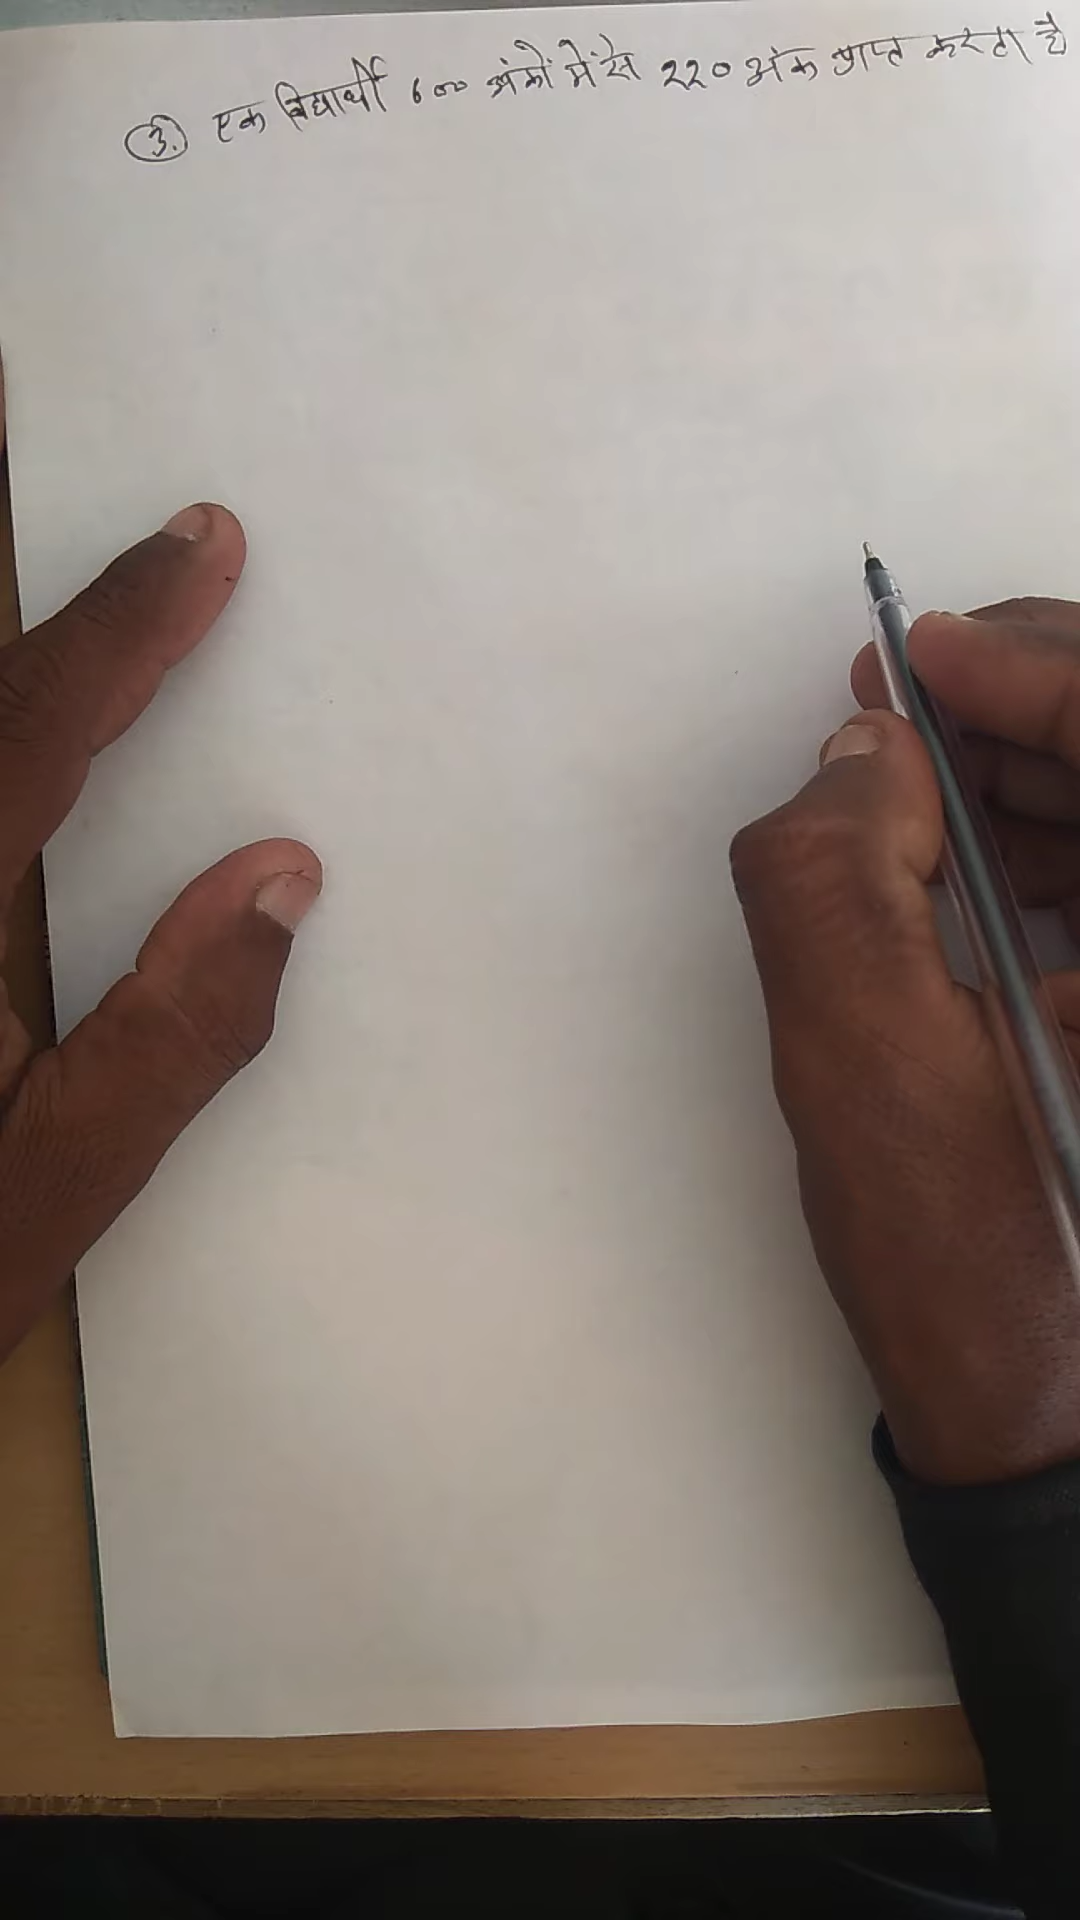 3. एक विद्यार्थी 600 अंकों में से 220 अंक प्राप्त करता है